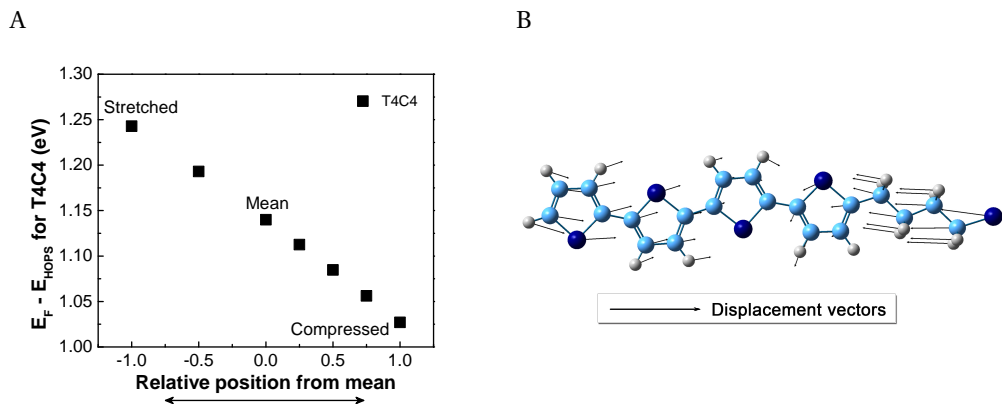 A
B
1.30
1.25
1.20
1.15
1.10
1.05
1.00
E_F - E_HOPS for T4C4 (eV)
T4C4
Stretched
Mean
Compressed
-1.0 -0.5 0.0 0.5 1.0
Relative position from mean
Displacement vectors